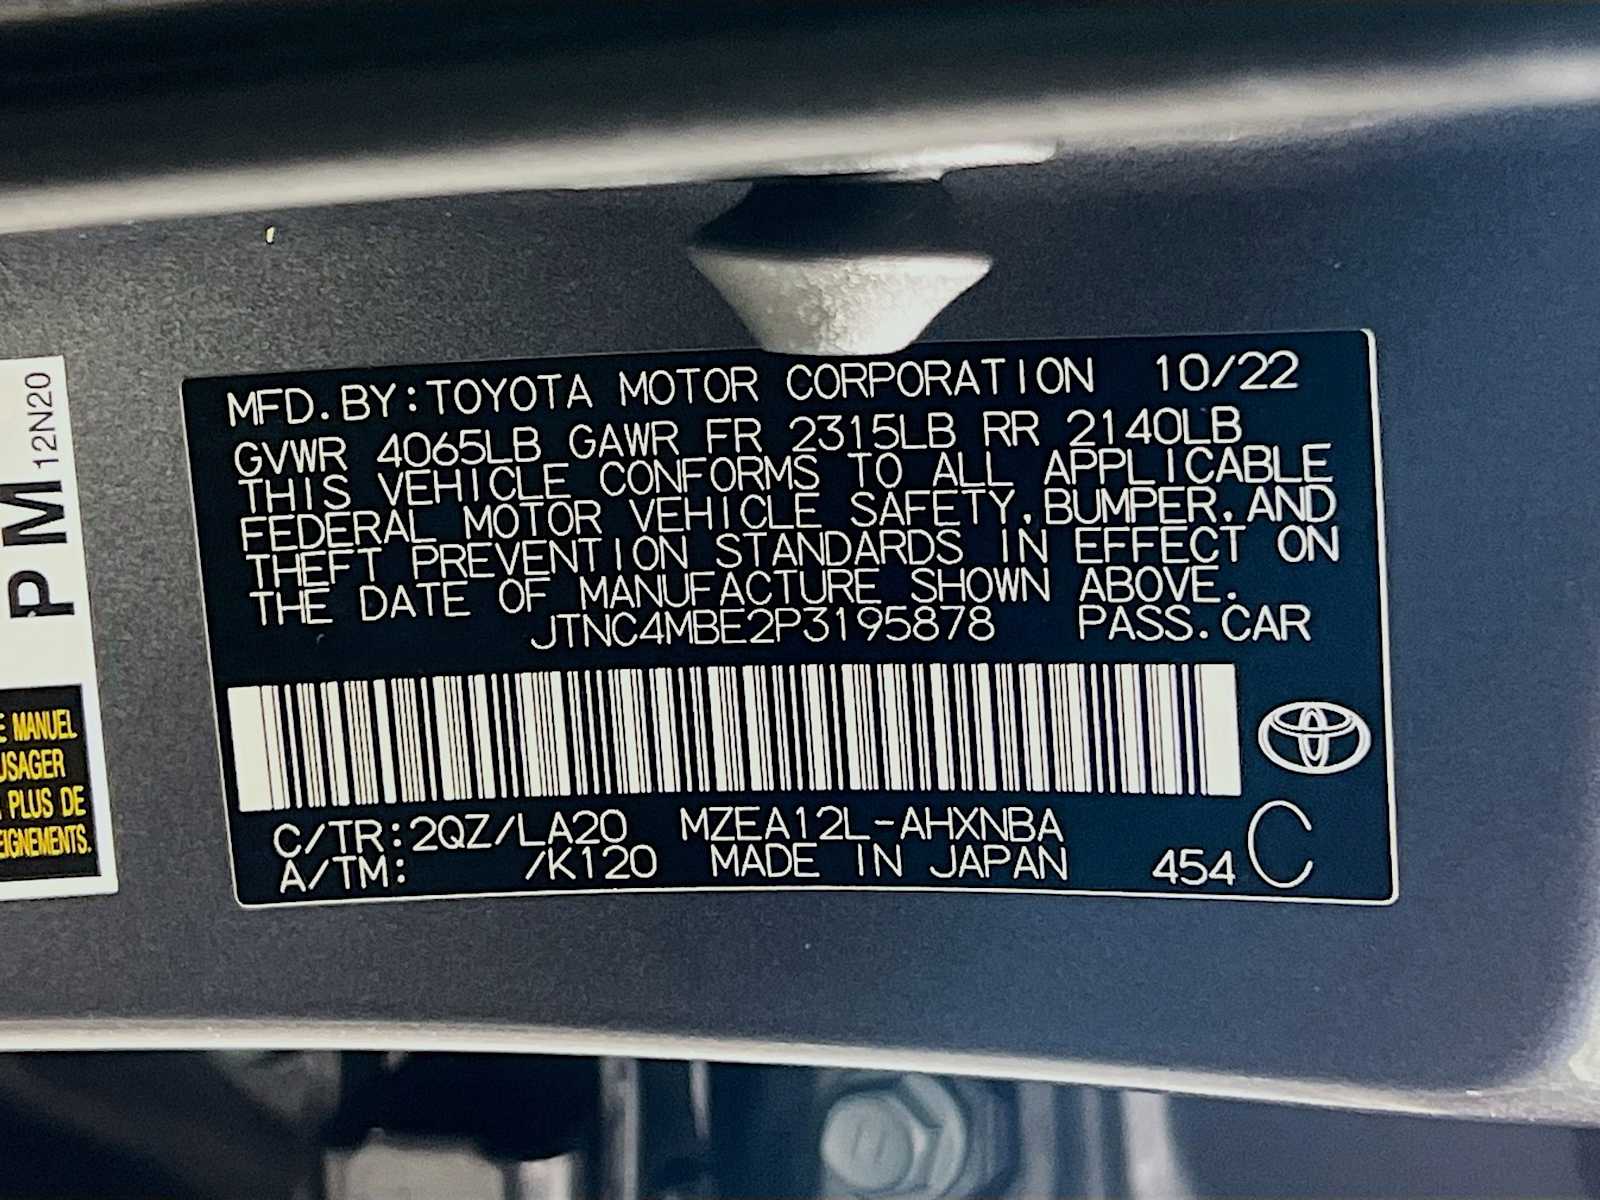 MFD. BY: TOYOTA MOTOR CORPORATION 10/22
GVWR 4065LB GAWR FR 2315LB RR 2140LB
THIS VEHICLE CONFORMS TO ALL APPLICABLE
FEDERAL MOTOR VEHICLE SAFETY, BUMPER, AND
THEFT PREVENTION STANDARDS IN EFFECT ON
THE DATE OF MANUFACTURE SHOWN ABOVE.
JTNC4MBE2P3195878 PASS. CAR
C/TR: 2QZ/LA20 MZEA12L-AHXNBA
A/TM: /K120 MADE IN JAPAN 454 C
PM 12N20
E MANUEL
USAGER
PLUS DE
EIGNEMENTS.